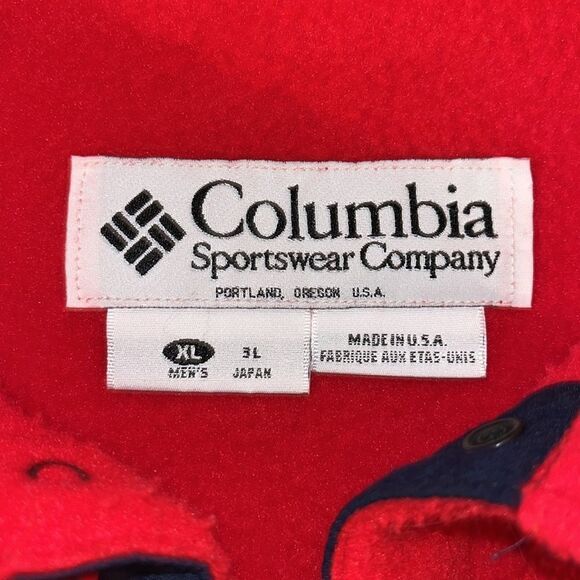 Columbia
Sportswear Company
PORTLAND, OREGON U.S.A.
XL 3L
MEN'S JAPAN
MADE IN U.S.A.
FABRIQUE AUX ETAS-UNIS